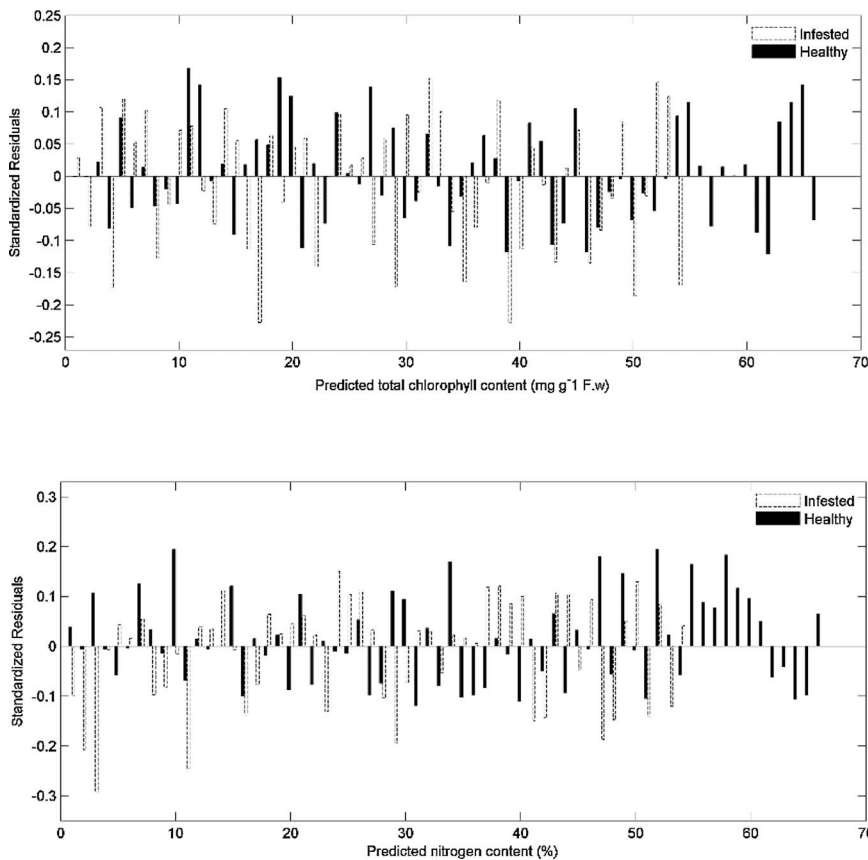 0.25
0.2
0.15
0.1
0.05
0
-0.05
-0.1
-0.15
-0.2
-0.25
Standardized Residuals
Infested
Healthy
0 10 20 30 40 50 60 70
Predicted total chlorophyll content (mg g-1 F.w)
0.3
0.2
0.1
0
-0.1
-0.2
-0.3
Standardized Residuals
Infested
Healthy
0 10 20 30 40 50 60 70
Predicted nitrogen content (%)